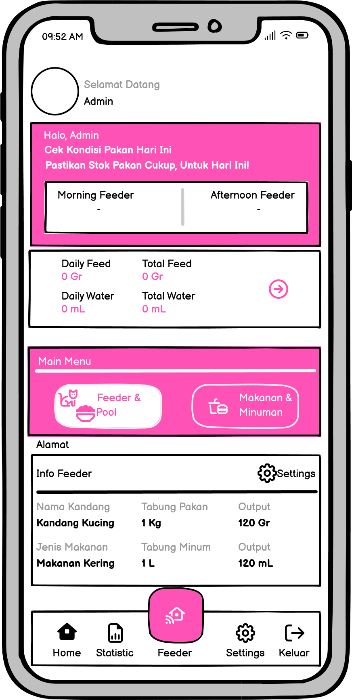 09:52 AM
Selamat Datang
Admin
Halo, Admin
Cek Kondisi Pakan Hari Ini
Pastikan Stok Pakan Cukup, Untuk Hari Ini!
Morning Feeder
-
Afternoon Feeder
-
Daily Feed
0 Gr
Total Feed
0 Gr
Daily Water
0 mL
Total Water
0 mL
Main Menu
Feeder &
Pool
Makanan &
Minuman
Alamat
Info Feeder
Settings
Nama Kandang
Tabung Pakan
Output
Kandang Kucing
1 Kg
120 Gr
Jenis Makanan
Tabung Minum
Output
Makanan Kering
1 L
120 mL
Home
Statistic
Feeder
Settings
Keluar